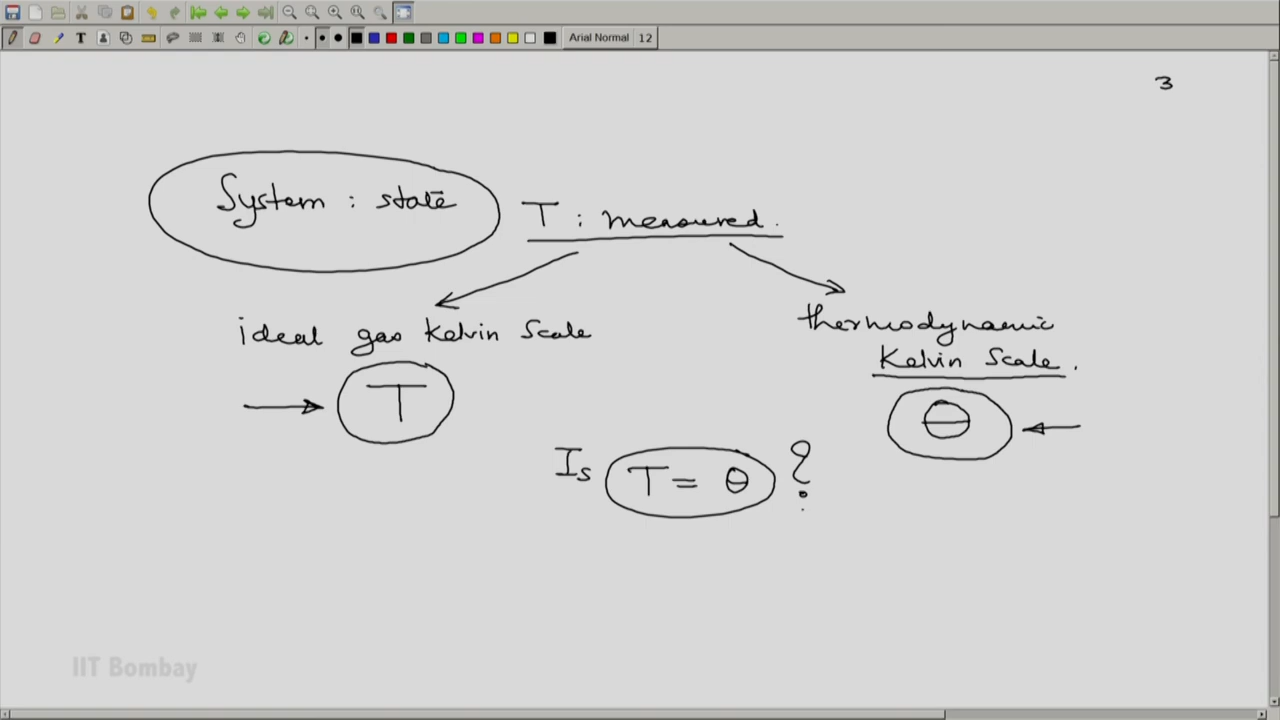 Arial Normal 12
3
System : state T : measured.
ideal gas Kelvin Scale
thermodynamic
Kelvin Scale.
T
θ
Is T = θ ?
IIT Bombay